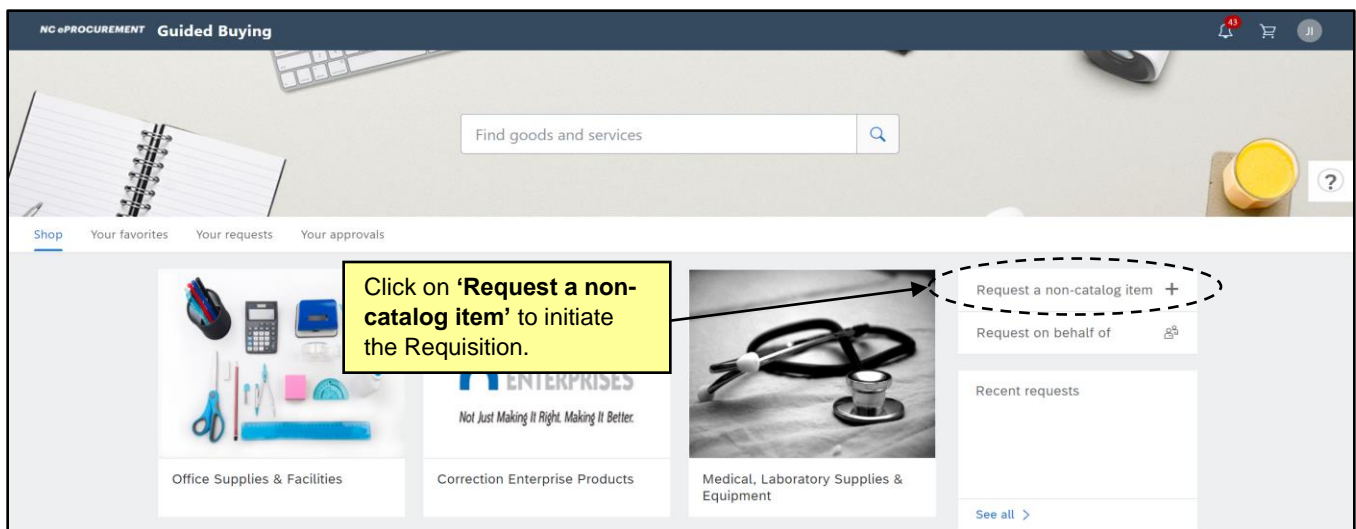 NC ePROCUREMENT Guided Buying
43
JI
Find goods and services
?
Shop Your favorites Your requests Your approvals
Click on ‘Request a non-
catalog item’ to initiate
the Requisition.
Request a non-catalog item +
Request on behalf of
ENTERPRISES
Not Just Making It Right. Making It Better.
Recent requests
Office Supplies & Facilities
Correction Enterprise Products
Medical, Laboratory Supplies &
Equipment
See all >